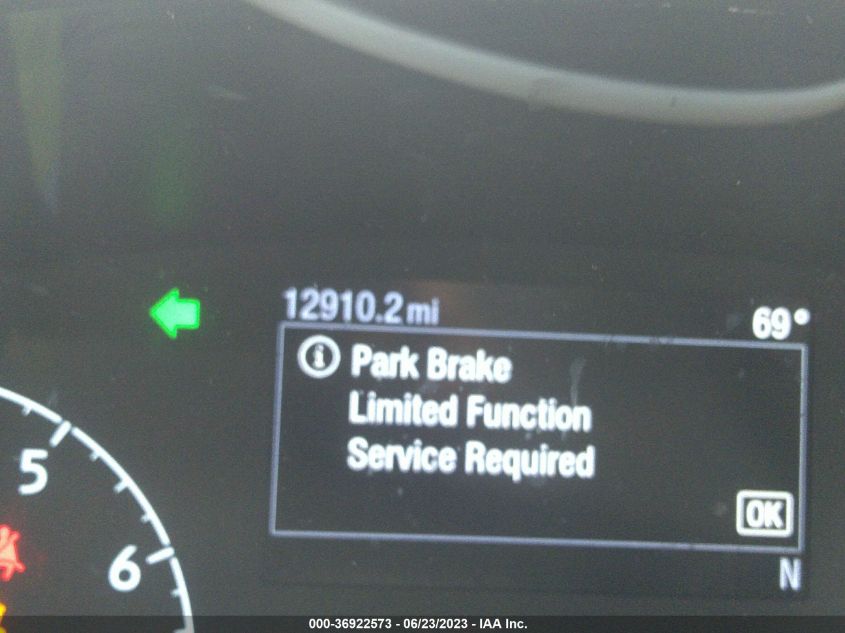 12910.2 mi
69°
Park Brake
Limited Function
Service Required
OK
5
6
N
000-36922573 - 06/23/2023 - IAA Inc.